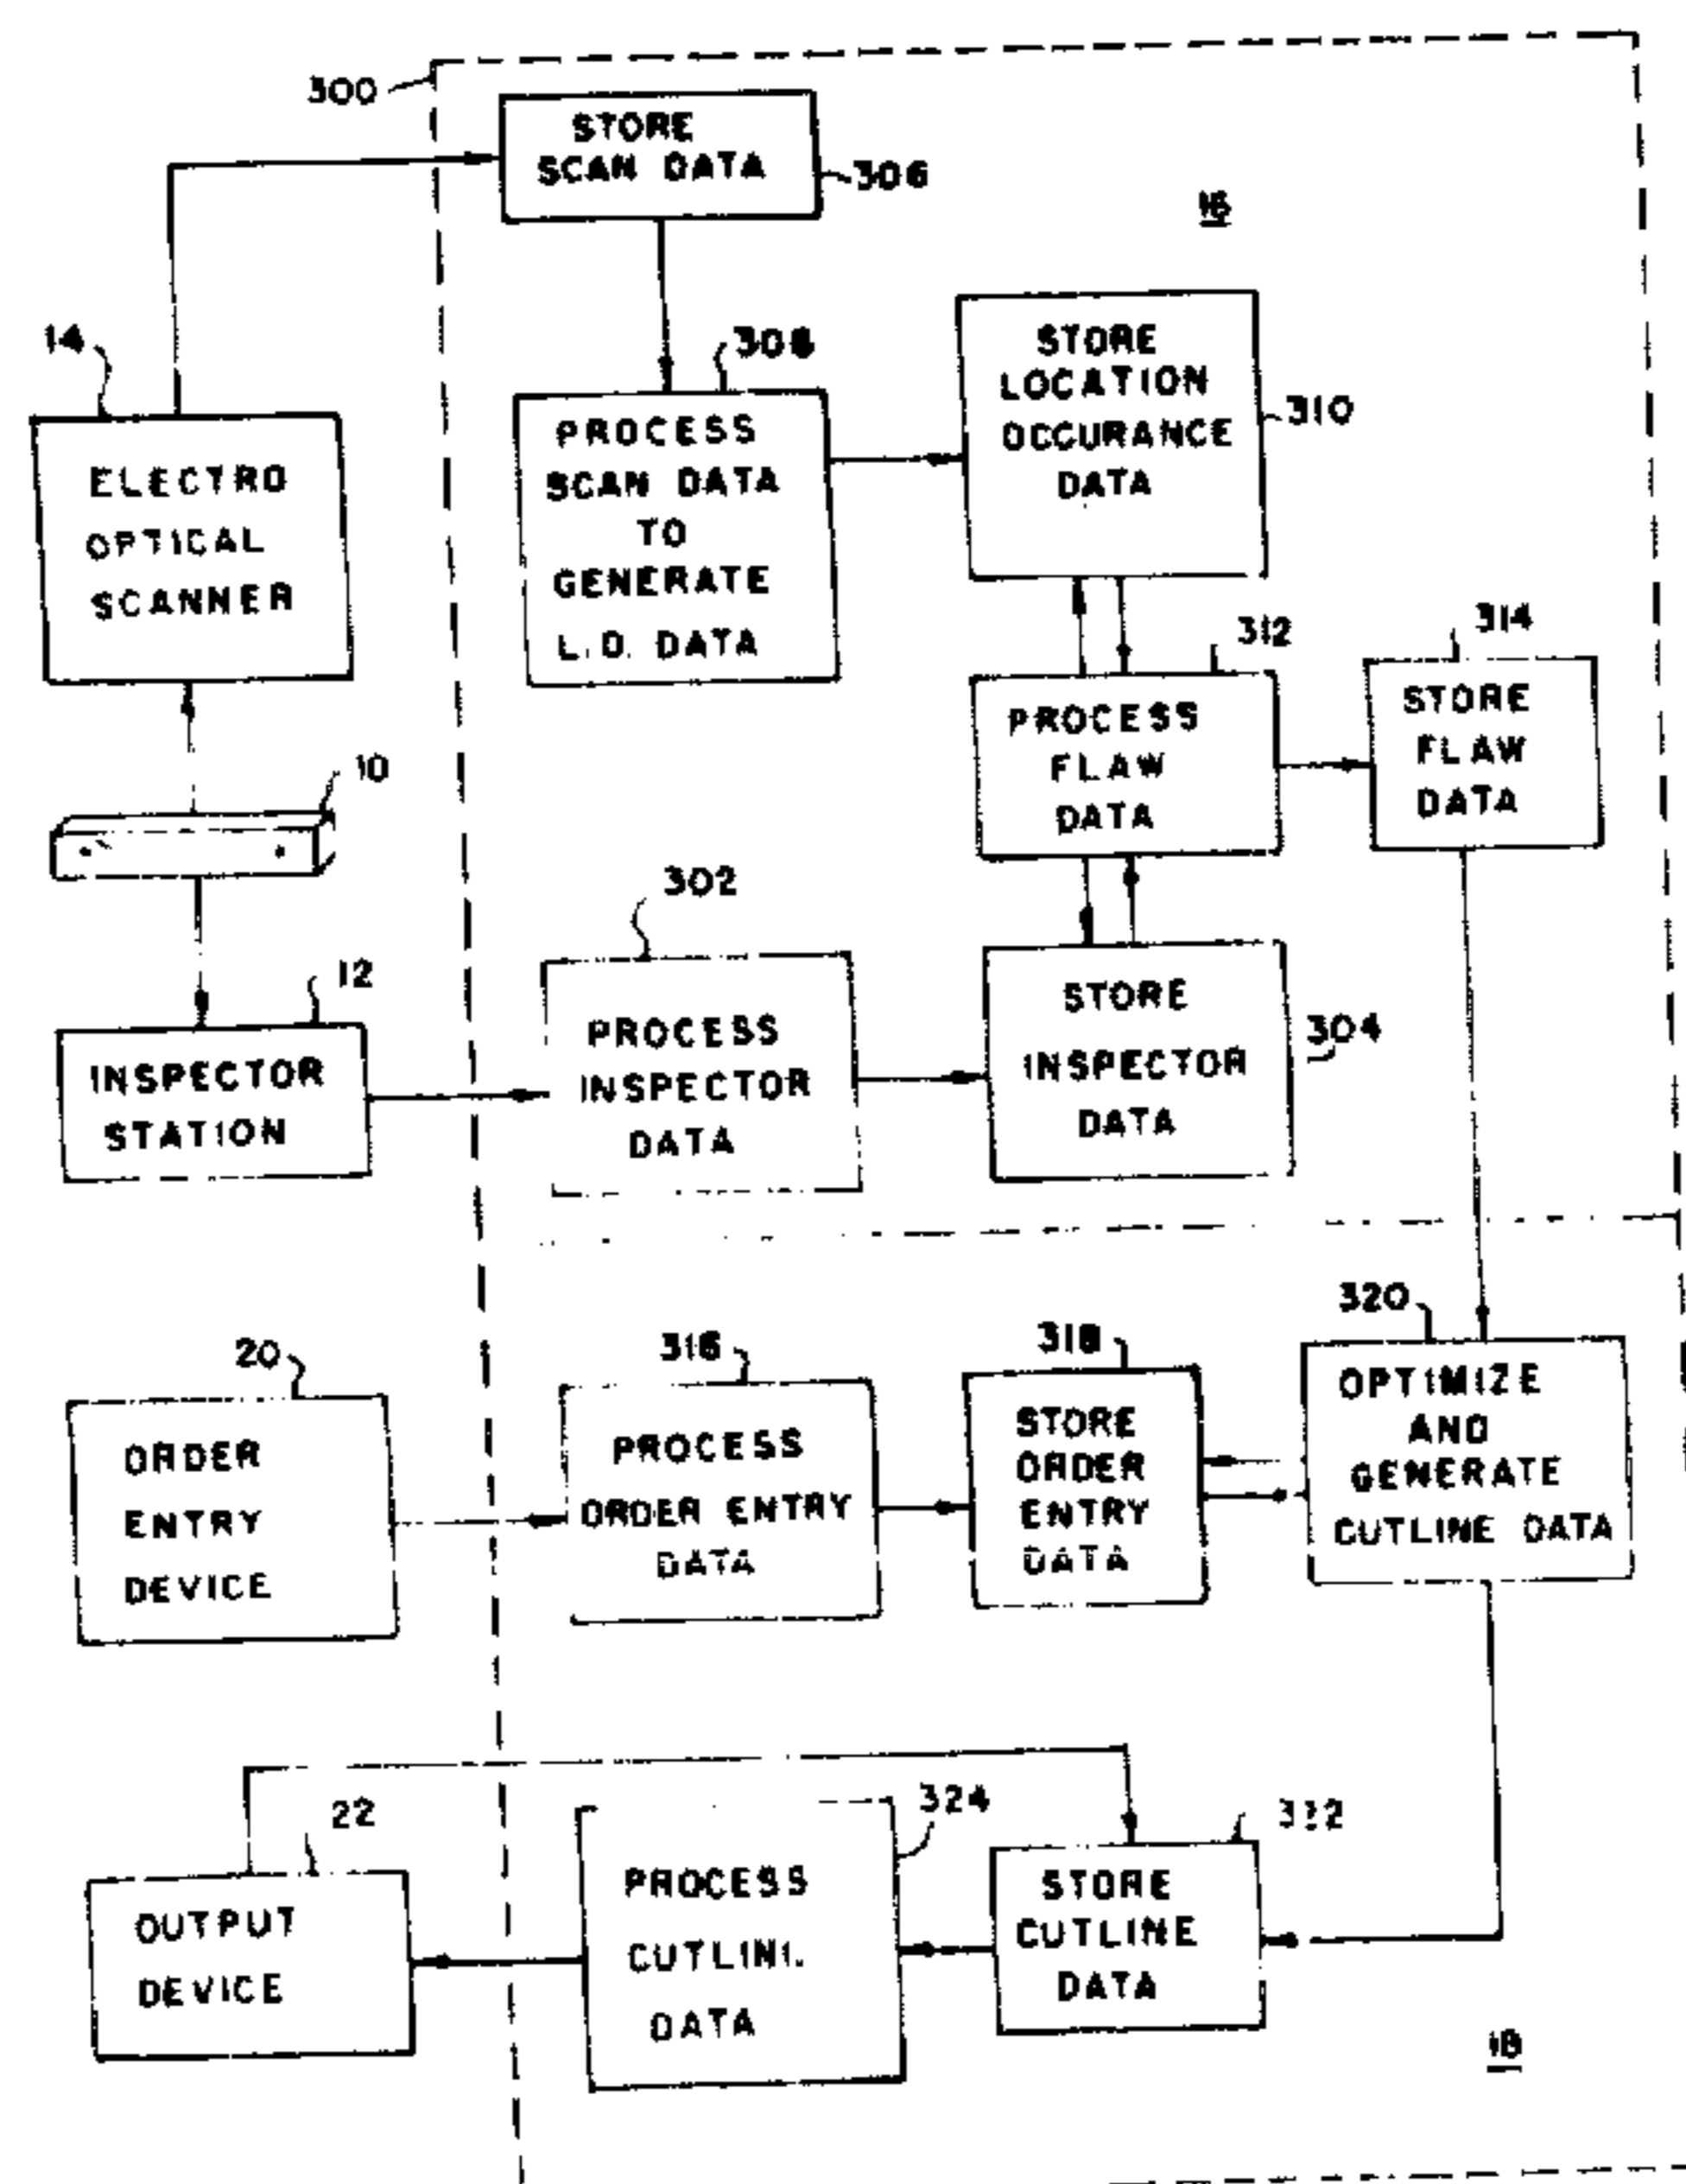 300
STORE
SCAN DATA
306
16
14
ELECTRO
OPTICAL
SCANNER
308
PROCESS
SCAN DATA
TO
GENERATE
L.O. DATA
STORE
LOCATION
OCCURANCE
DATA
310
312
PROCESS
FLAW
DATA
314
STORE
FLAW
DATA
10
302
PROCESS
INSPECTOR
DATA
STORE
INSPECTOR
DATA
304
12
INSPECTOR
STATION
20
ORDER
ENTRY
DEVICE
316
PROCESS
ORDER ENTRY
DATA
318
STORE
ORDER
ENTRY
DATA
320
OPTIMIZE
AND
GENERATE
CUTLINE DATA
22
OUTPUT
DEVICE
324
PROCESS
CUTLINE
DATA
322
STORE
CUTLINE
DATA
18